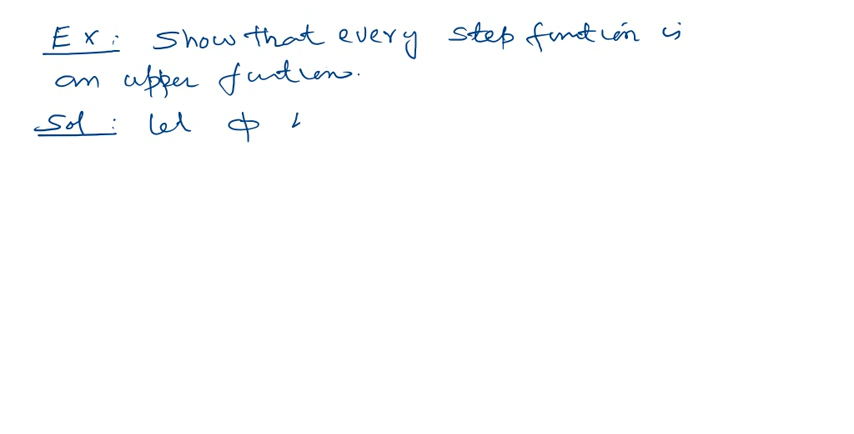 Ex: Show that every step function is
an upper function.
Sol: let ϕ